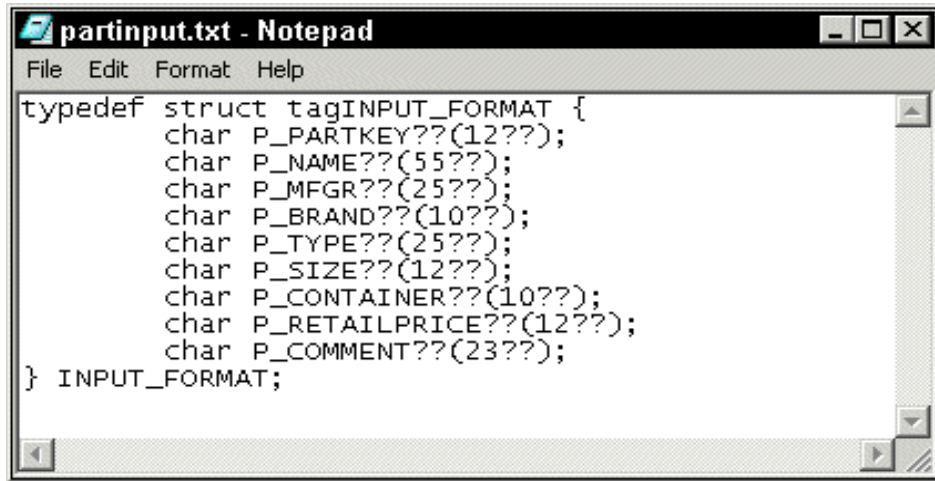 partinput.txt - Notepad
File Edit Format Help
typedef struct tagINPUT_FORMAT {
char P_PARTKEY??(12??);
char P_NAME??(55??);
char P_MFGR??(25??);
char P_BRAND??(10??);
char P_TYPE??(25??);
char P_SIZE??(12??);
char P_CONTAINER??(10??);
char P_RETAILPRICE??(12??);
char P_COMMENT??(23??);
} INPUT_FORMAT;